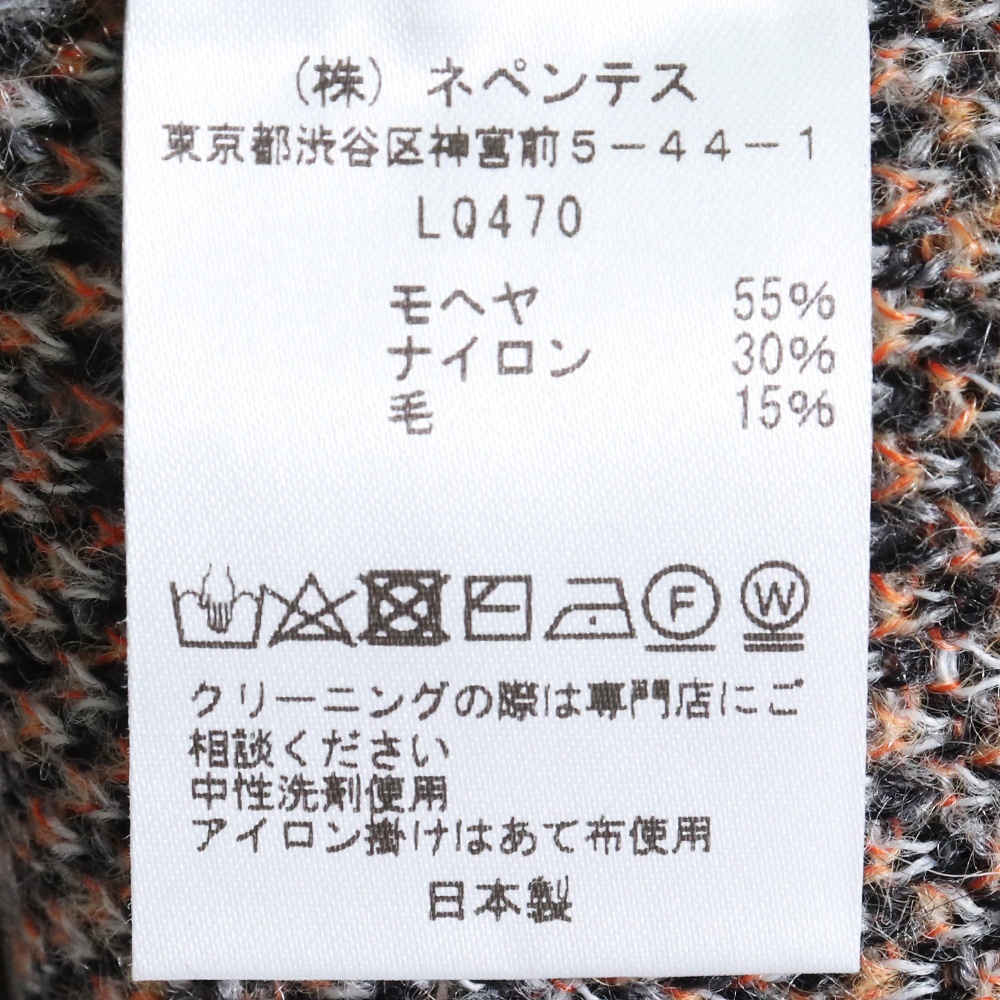 (株) ネペンテス
東京都渋谷区神宮前5-44-1
LQ470
モヘヤ 55%
ナイロン 30%
毛 15%
F W
クリーニングの際は専門店にご
相談ください
中性洗剤使用
アイロン掛けはあて布使用
日本製